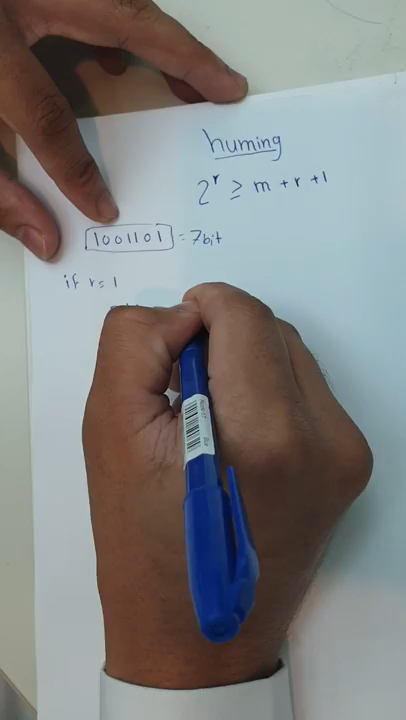 huming
2^r ≥ m + r + 1
1001101 = 7bit
if r = 1